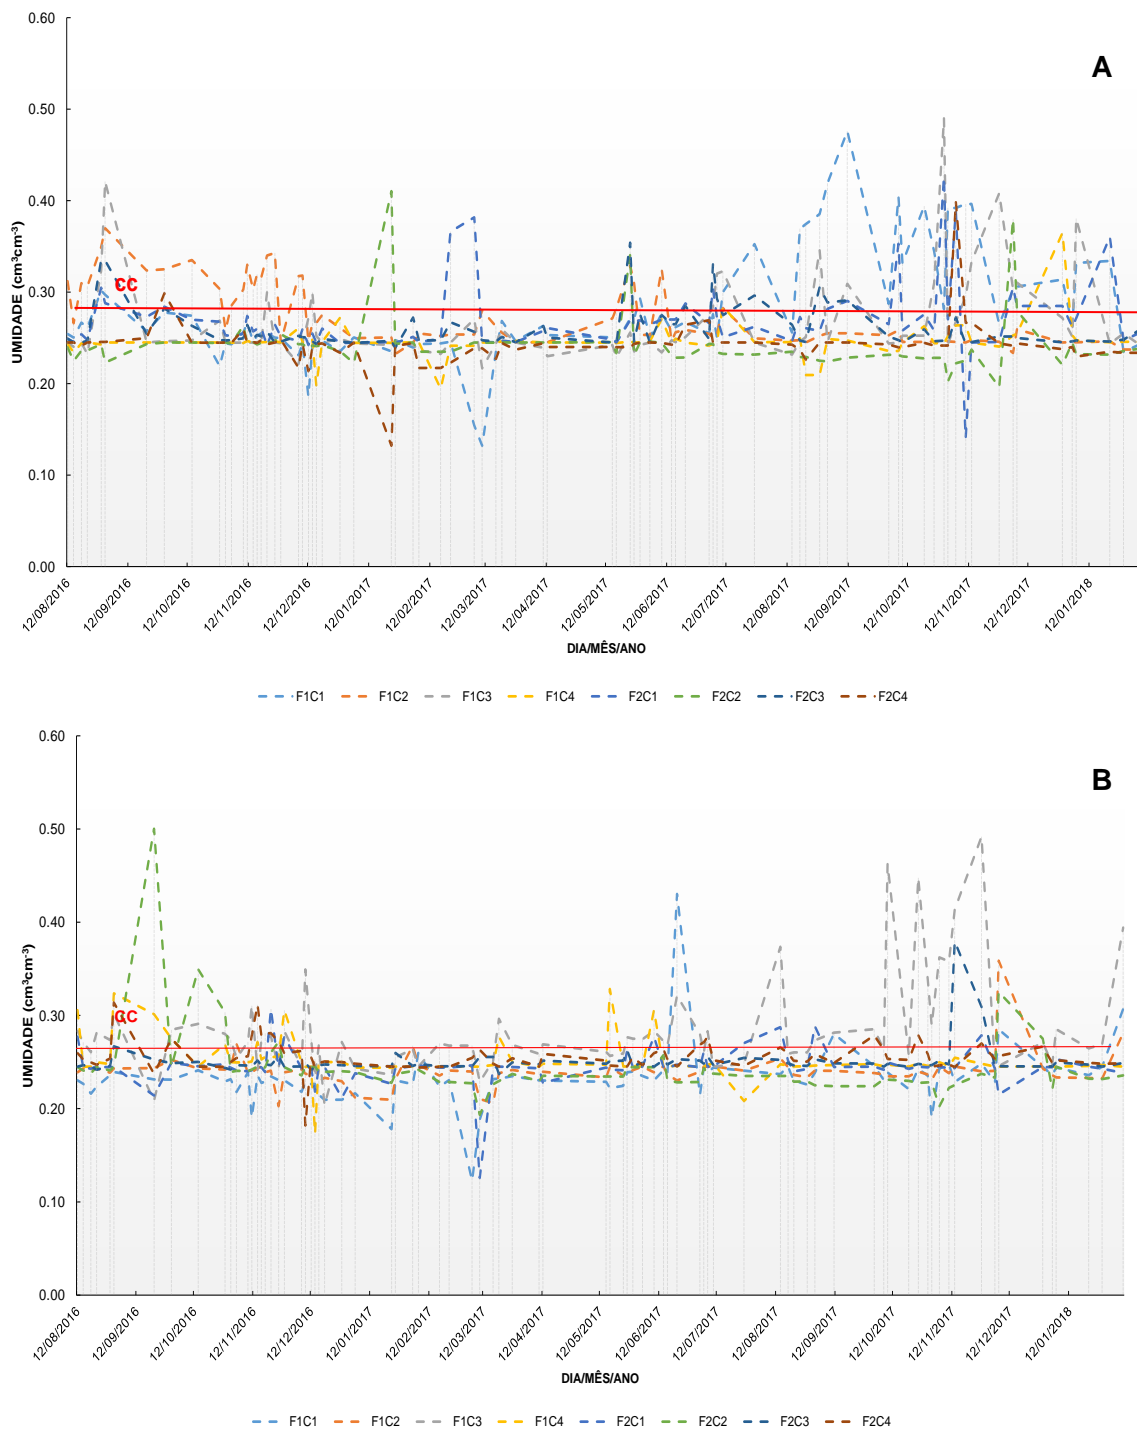 0.60
A
0.50
0.40
UMIDADE (cm³cm⁻³)
CC
0.30
0.20
0.10
0.00
12/08/2016 12/09/2016 12/10/2016 12/11/2016 12/12/2016 12/01/2017 12/02/2017 12/03/2017 12/04/2017 12/05/2017 12/06/2017 12/07/2017 12/08/2017 12/09/2017 12/10/2017 12/11/2017 12/12/2017 12/01/2018
DIA/MÊS/ANO
F1C1 F1C2 F1C3 F1C4 F2C1 F2C2 F2C3 F2C4
0.60
B
0.50
0.40
UMIDADE (cm³cm⁻³)
CC
0.30
0.20
0.10
0.00
12/08/2016 12/09/2016 12/10/2016 12/11/2016 12/12/2016 12/01/2017 12/02/2017 12/03/2017 12/04/2017 12/05/2017 12/06/2017 12/07/2017 12/08/2017 12/09/2017 12/10/2017 12/11/2017 12/12/2017 12/01/2018
DIA/MÊS/ANO
F1C1 F1C2 F1C3 F1C4 F2C1 F2C2 F2C3 F2C4